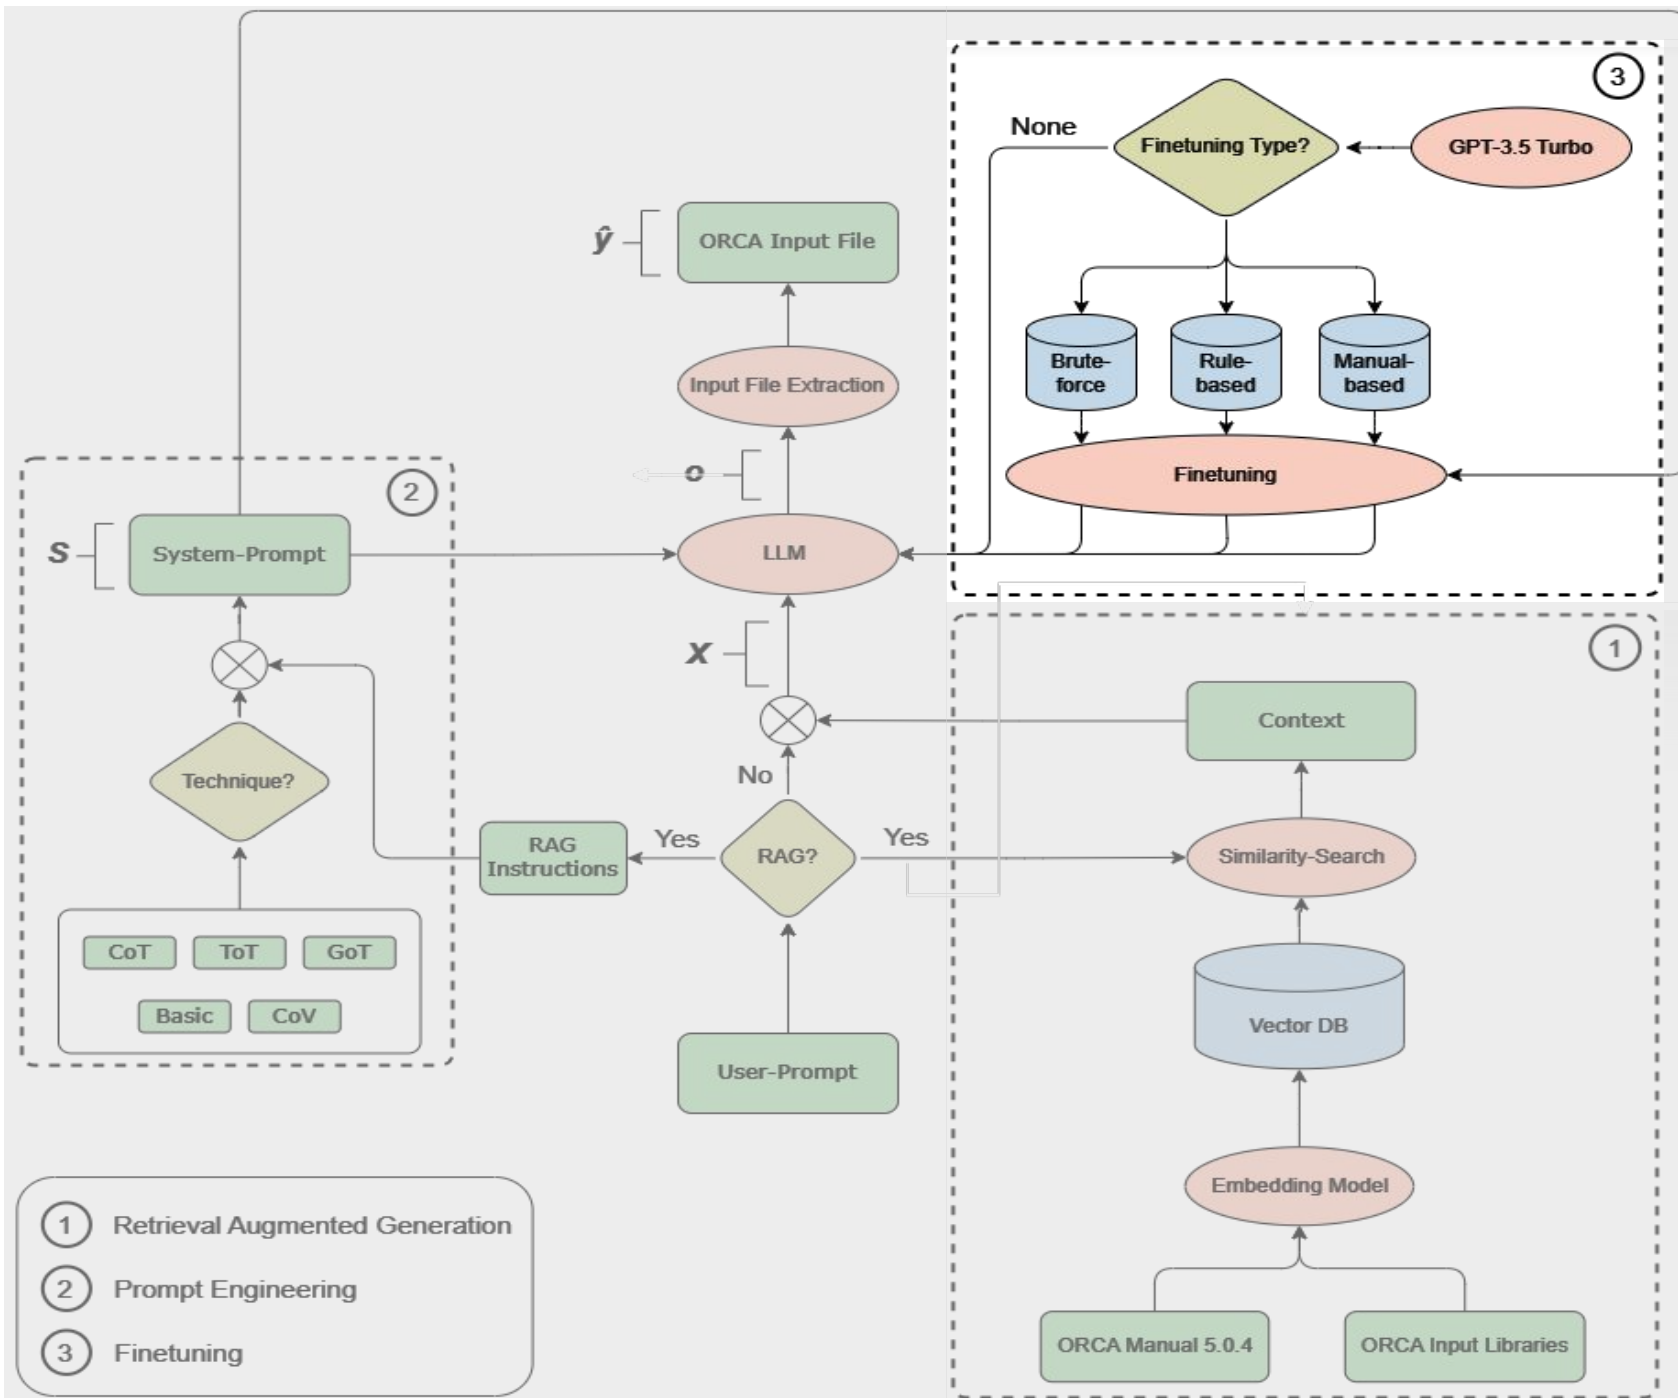 3
None
Finetuning Type?
GPT-3.5 Turbo
ŷ
ORCA Input File
Brute-
force
Rule-
based
Manual-
based
Input File Extraction
o
Finetuning
2
S
System-Prompt
LLM
X
1
Context
No
Technique?
RAG
Instructions
Yes
RAG?
Yes
Similarity-Search
CoT
ToT
GoT
Basic
CoV
Vector DB
User-Prompt
Embedding Model
1 Retrieval Augmented Generation
2 Prompt Engineering
3 Finetuning
ORCA Manual 5.0.4
ORCA Input Libraries